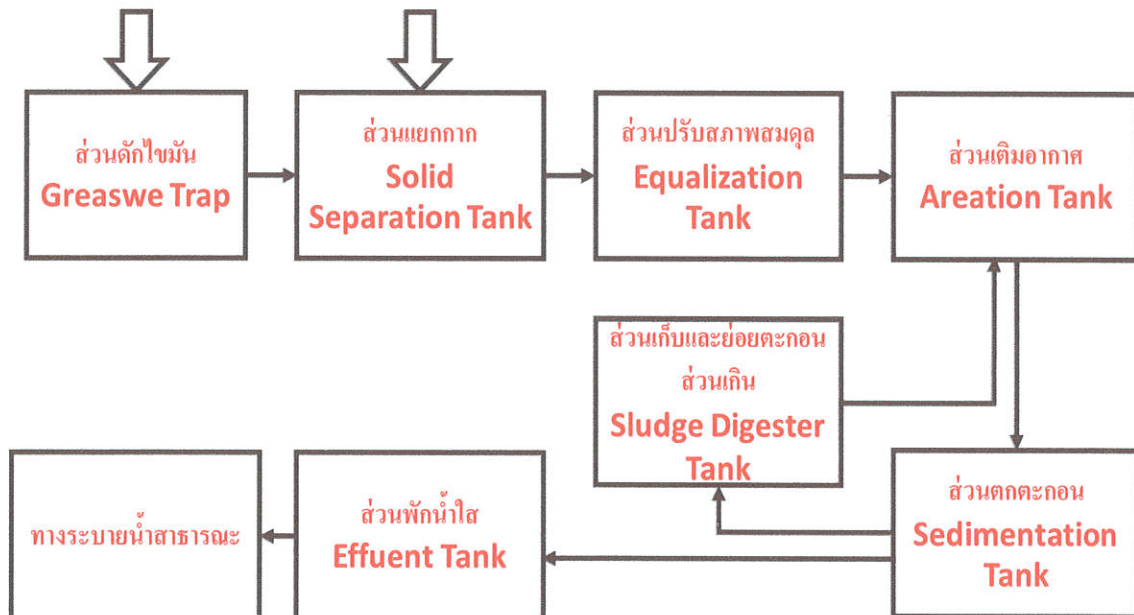 ส่วนดักไขมัน
Greaswe Trap
ส่วนแยกกาก
Solid
Separation Tank
ส่วนปรับสภาพสมดุล
Equalization
Tank
ส่วนเติมอากาศ
Areation Tank
ส่วนเก็บและย่อยตะกอน
ส่วนเกิน
Sludge Digester
Tank
ส่วนตกตะกอน
Sedimentation
Tank
ส่วนพักน้ำใส
Effuent Tank
ทางระบายน้ำสาธารณะ